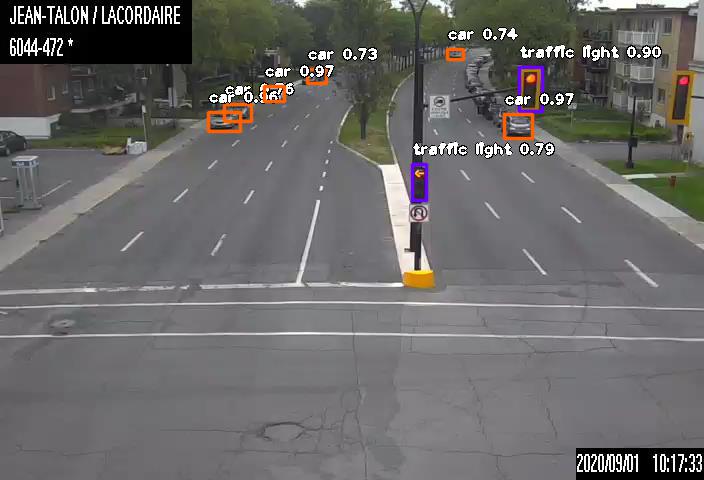 JEAN-TALON / LACORDAIRE
6044-472 *
car 0.74
car 0.73
traffic light 0.90
car 0.97
car 0.97
traffic light 0.79
2020/09/01 10:17:33